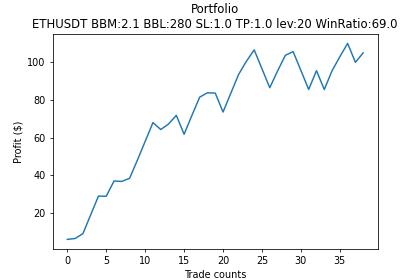 Portfolio
ETHUSDT BBM:2.1 BBL:280 SL:1.0 TP:1.0 lev:20 WinRatio:69.0
100
80
60
40
20
Profit ($)
0 5 10 15 20 25 30 35
Trade counts